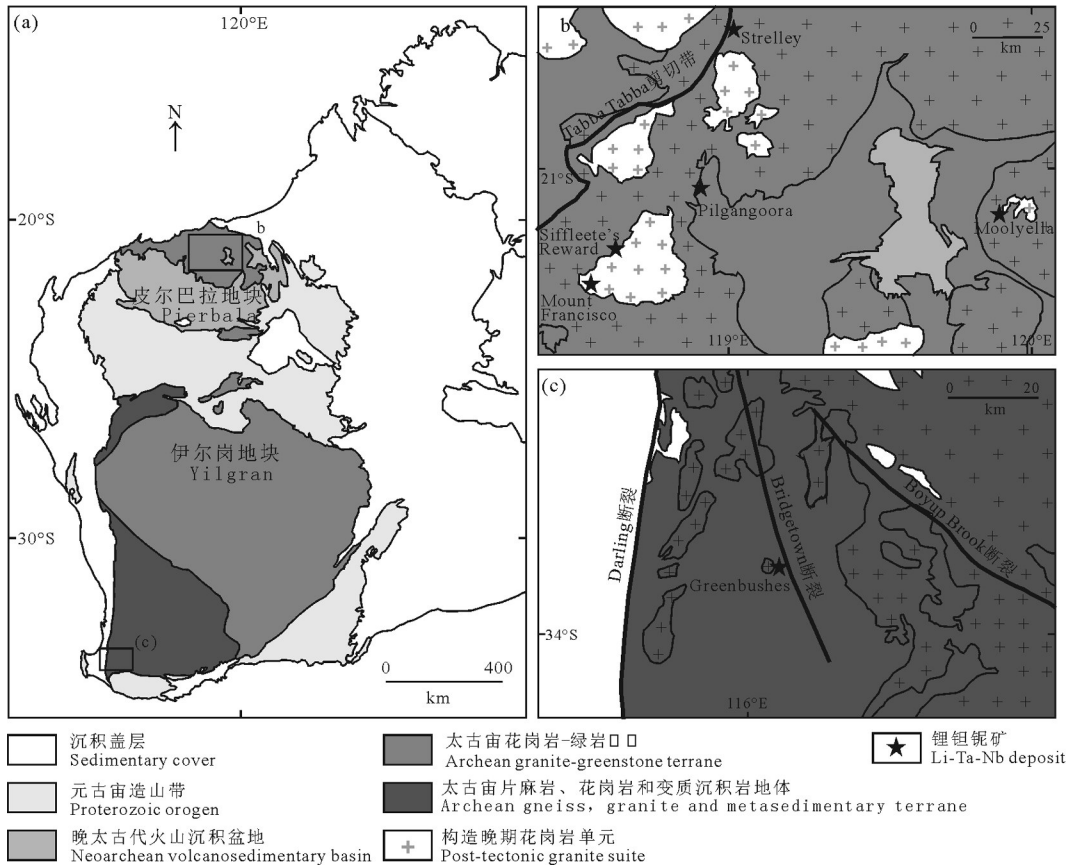 (a)
120°E
N
20°S
b
皮尔巴拉地块
Pierbala
伊尔岗地块
Yilgran
30°S
(c)
0 400
km
b
0 25
km
Strelley
Tabba Tabba剪切带
21°S
Pilgangoora
Moolyella
Siffleete's
Reward
Mount
Francisco
119°E
120°E
(c)
0 20
km
Darling断裂
Bridgetown断裂
Boyup Brook断裂
Greenbushes
34°S
116°E
沉积盖层
Sedimentary cover
元古宙造山带
Proterozoic orogen
晚太古代火山沉积盆地
Neoarchean volcanosedimentary basin
太古宙花岗岩-绿岩□□
Archean granite-greenstone terrane
太古宙片麻岩、花岗岩和变质沉积岩地体
Archean gneiss, granite and metasedimentary terrane
构造晚期花岗岩单元
Post-tectonic granite suite
锂钽铌矿
Li-Ta-Nb deposit